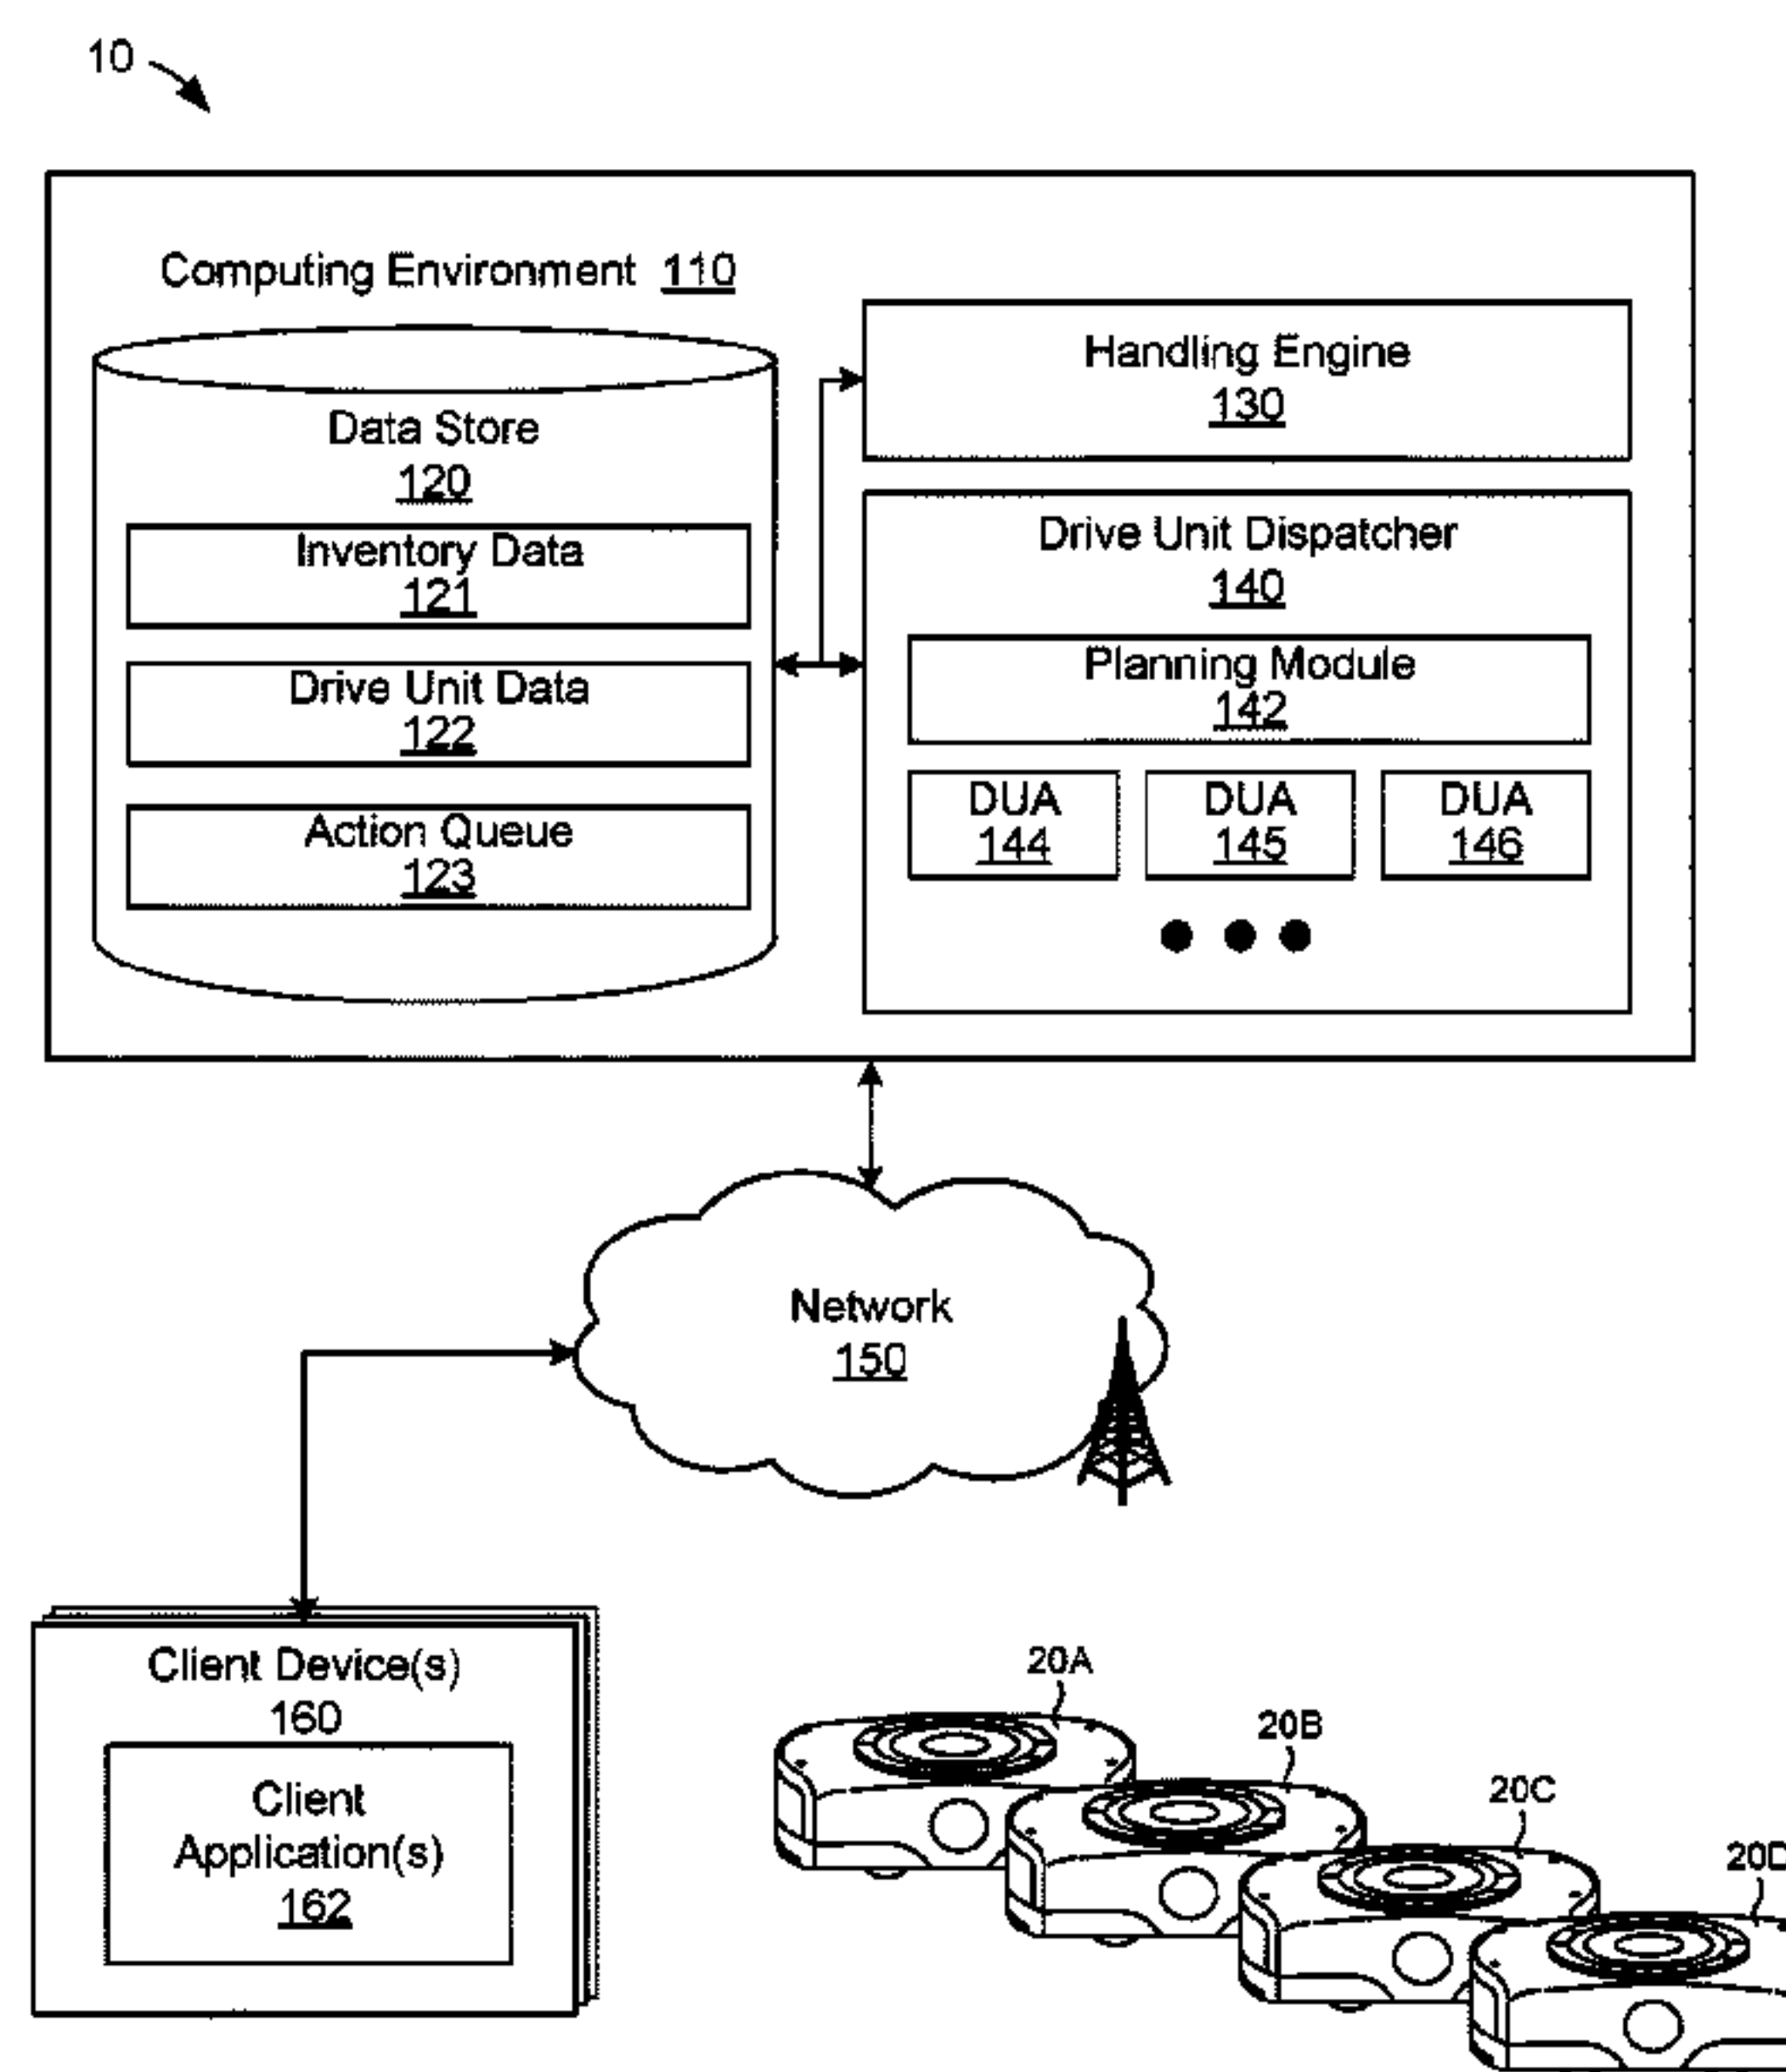 10
Computing Environment 110
Data Store
120
Inventory Data
121
Drive Unit Data
122
Action Queue
123
Handling Engine
130
Drive Unit Dispatcher
140
Planning Module
142
DUA
144
DUA
145
DUA
146
Network
150
Client Device(s)
160
Client
Application(s)
162
20A
20B
20C
20D